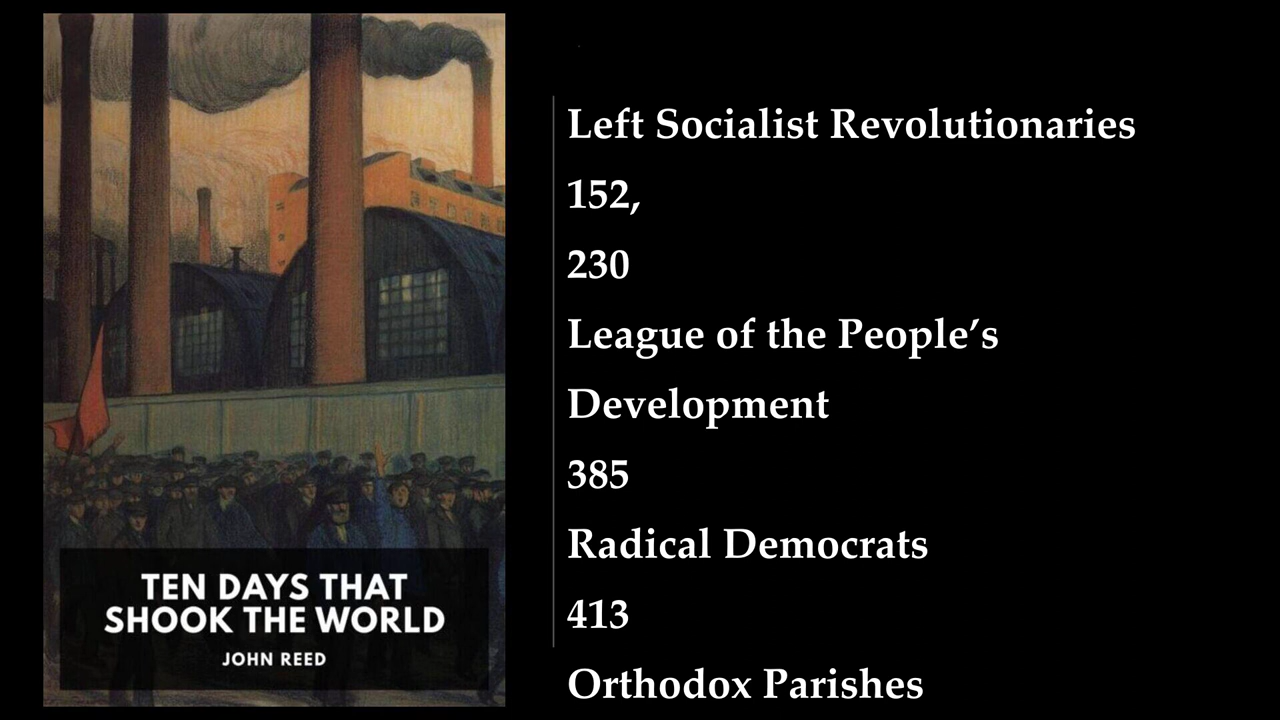 TEN DAYS THAT
SHOOK THE WORLD
JOHN REED
Left Socialist Revolutionaries
152,
230
League of the People’s
Development
385
Radical Democrats
413
Orthodox Parishes